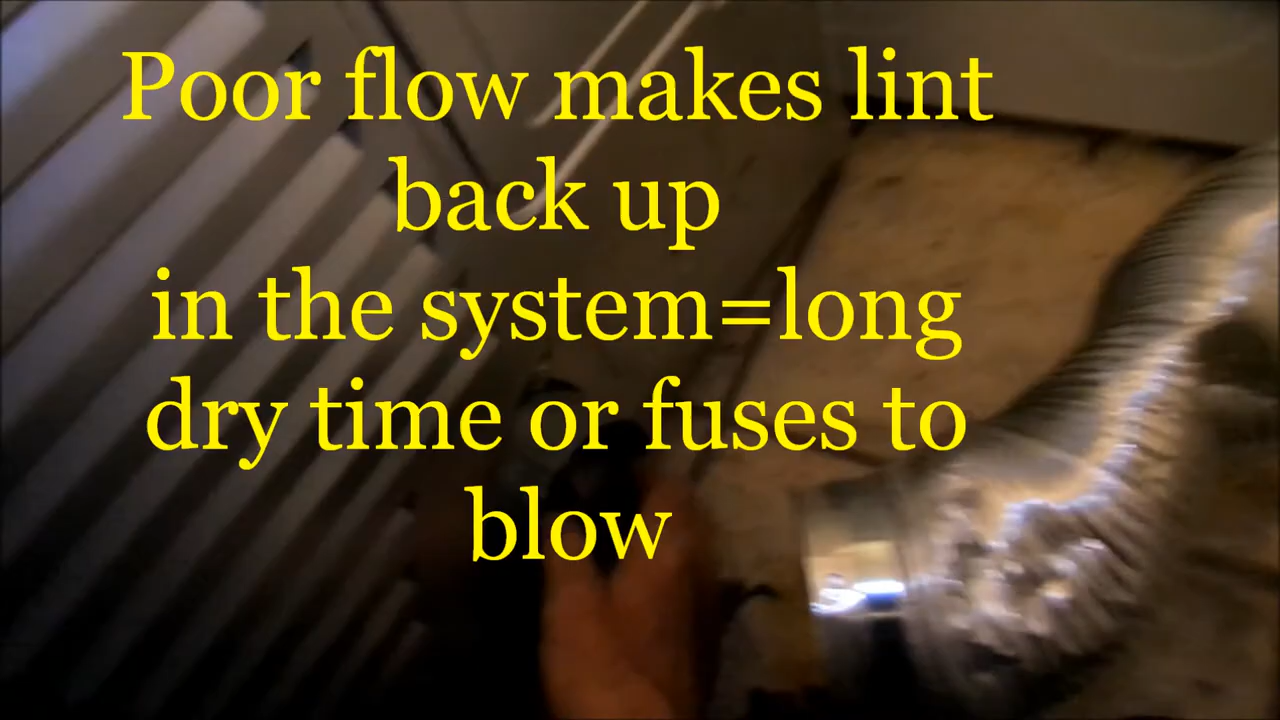 Poor flow makes lint
back up
in the system=long
dry time or fuses to
blow